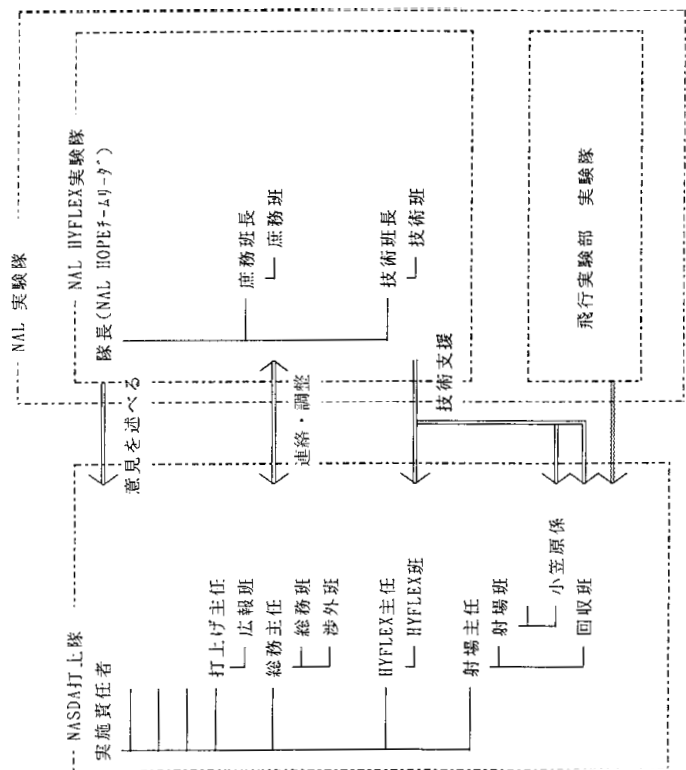 NAL 実験隊
NAL HYFLEX実験隊
隊長(NAL HOPEチームリーダ)
庶務班長
庶務班
技術班長
技術班
飛行実験部 実験隊
意見を述べる
連絡・調整
技術支援
NASDA打上隊
実施責任者
打上げ主任
広報班
総務主任
総務班
渉外班
HYFLEX主任
HYFLEX班
射場主任
射場班
小笠原係
回収班